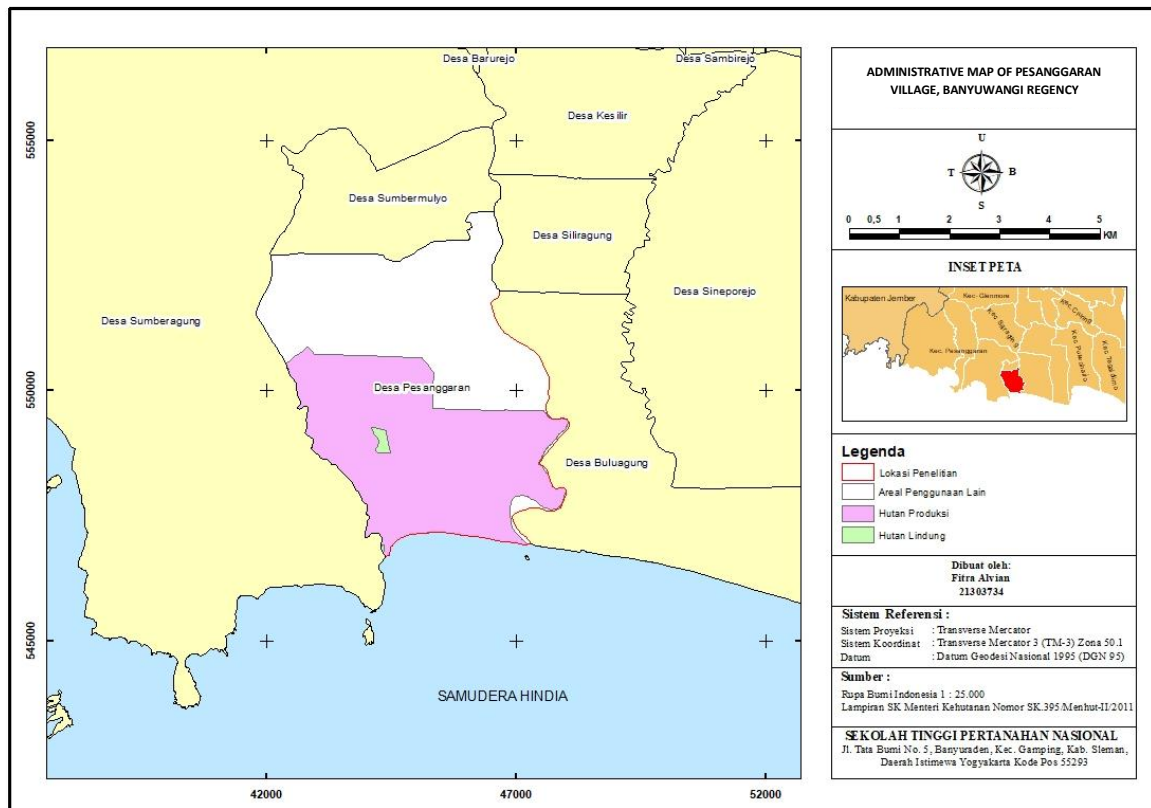 Desa Barurejo
Desa Sambirejo
Desa Kesilir
Desa Sumbermulyo
Desa Siliragung
Desa Sineporejo
Desa Sumberagung
Desa Pesanggaran
Desa Buluagung
SAMUDERA HINDIA
555000
550000
545000
555000
550000
545000
42000
47000
52000
ADMINISTRATIVE MAP OF PESANGGARAN
VILLAGE, BANYUWANGI REGENCY
U
T
B
S
0 0,5 1 2 3 4 5
KM
INSET PETA
Kabupaten Jember
Kec. Glenmore
Kec. Pesanggaran
Legenda
Lokasi Penelitian
Areal Penggunaan Lain
Hutan Produksi
Hutan Lindung
Dibuat oleh:
Fitra Alvian
21303734
Sistem Referensi :
Sistem Proyeksi : Transverse Mercator
Sistem Koordinat : Transverse Mercator 3 (TM-3) Zona 50.1
Datum : Datum Geodesi Nasional 1995 (DGN 95)
Sumber :
Rupa Bumi Indonesia 1 : 25.000
Lampiran SK Menteri Kehutanan Nomor SK.395/Menhut-II/2011
SEKOLAH TINGGI PERTANAHAN NASIONAL
Jl. Tata Bumi No. 5, Banyuraden, Kec. Gamping, Kab. Sleman,
Daerah Istimewa Yogyakarta Kode Pos 55293